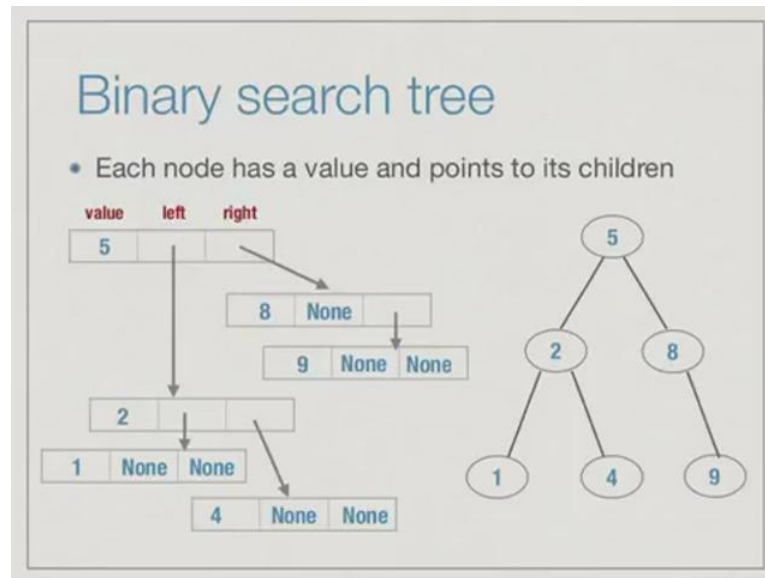 Binary search tree
• Each node has a value and points to its children
value left right
5
8 None
9 None None
2
1 None None
4 None None
5
2 8
1 4 9